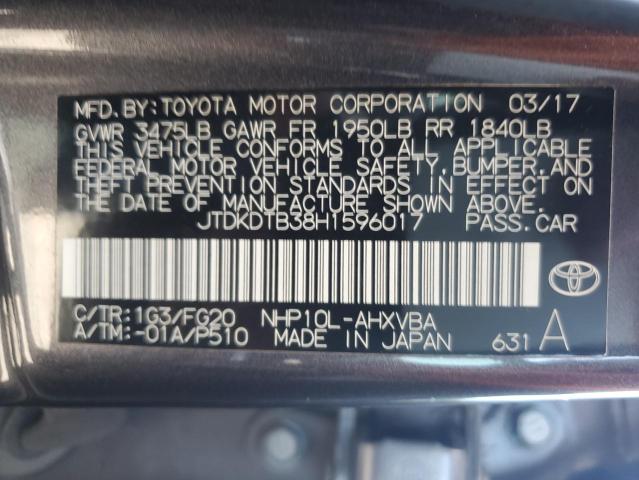 MFD.BY:TOYOTA MOTOR CORPORATION 03/17
GVWR 3475LB GAWR FR 1950LB RR 1840LB
THIS VEHICLE CONFORMS TO ALL APPLICABLE
FEDERAL MOTOR VEHICLE SAFETY,BUMPER,AND
THEFT PREVENTION STANDARDS IN EFFECT ON
THE DATE OF MANUFACTURE SHOWN ABOVE.
JTDKDTB38H1596017 PASS.CAR
C/TR:1G3/FG20 NHP10L-AHXVBA
A/TM:-01A/P510 MADE IN JAPAN 631 A